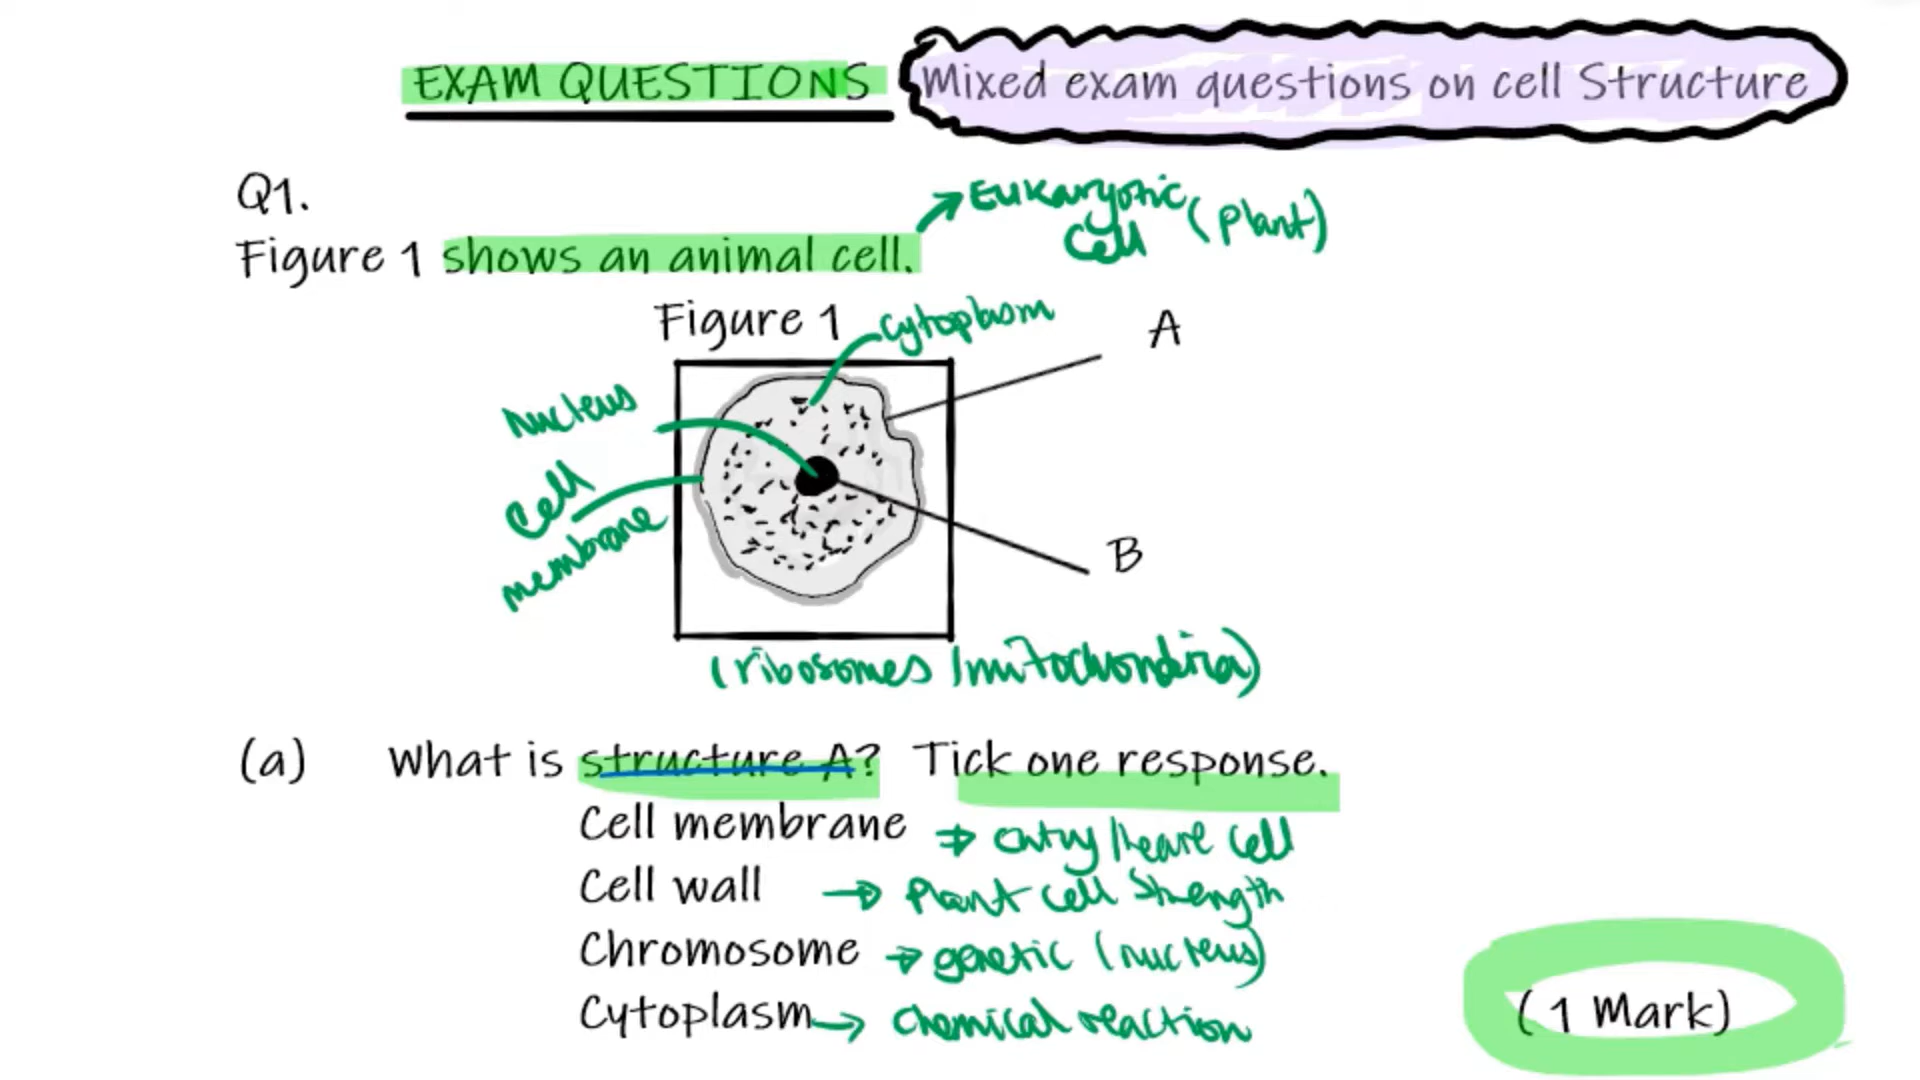 EXAM QUESTIONS
Mixed exam questions on cell Structure
Q1.
Eukaryotic
Cell
(plant)
Figure 1 shows an animal cell.
Figure 1
cytoplasm
A
nucleus
Cell
membrane
B
(ribosomes/mitochondria)
(a) What is structure A? Tick one response.
Cell membrane → entry/leave cell
Cell wall → Plant cell Strength
Chromosome → genetic (nucleus)
Cytoplasm → chemical reaction
(1 Mark)